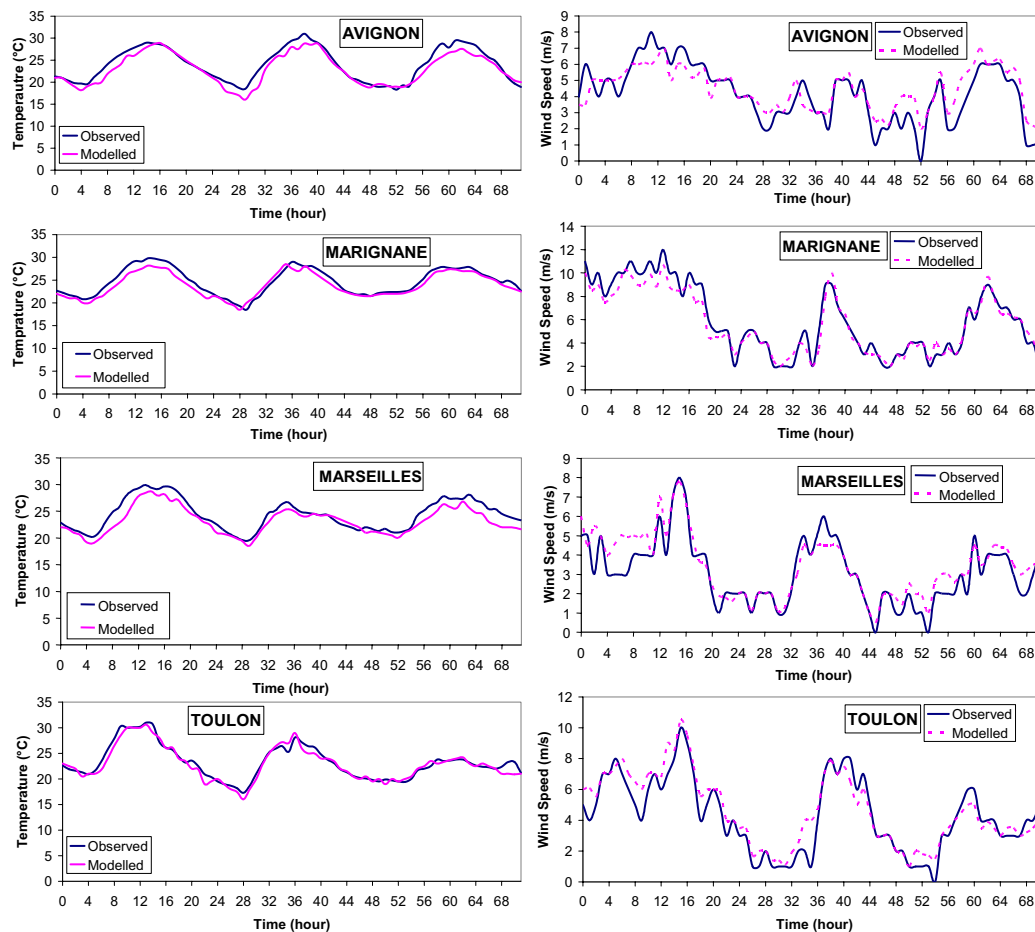 AVIGNON
Temperautre (°C)
35
30
25
20
15
10
5
0
Observed
Modelled
0 4 8 12 16 20 24 28 32 36 40 44 48 52 56 60 64 68
Time (hour)
AVIGNON
Observed
Modelled
Wind Speed (m/s)
9
8
7
6
5
4
3
2
1
0
0 4 8 12 16 20 24 28 32 36 40 44 48 52 56 60 64 68
Time (hour)
MARIGNANE
Temprature (°C)
35
30
25
20
15
10
5
0
Observed
Modelled
0 4 8 12 16 20 24 28 32 36 40 44 48 52 56 60 64 68
Time (hour)
MARIGNANE
Observed
Modelled
Wind Speed (m/s)
14
12
10
8
6
4
2
0
0 4 8 12 16 20 24 28 32 36 40 44 48 52 56 60 64 68
Time (hour)
MARSEILLES
Temperature (°C)
35
30
25
20
15
10
5
0
Observed
Modelled
0 4 8 12 16 20 24 28 32 36 40 44 48 52 56 60 64 68
Time (hour)
MARSEILLES
Observed
Modelled
Wind Speed (m/s)
9
8
7
6
5
4
3
2
1
0
0 4 8 12 16 20 24 28 32 36 40 44 48 52 56 60 64 68
Time (hour)
TOULON
Temperature (°C)
35
30
25
20
15
10
5
0
Observed
Modelled
0 4 8 12 16 20 24 28 32 36 40 44 48 52 56 60 64 68
Time (hour)
TOULON
Observed
Modelled
Wind Speed (m/s)
12
10
8
6
4
2
0
0 4 8 12 16 20 24 28 32 36 40 44 48 52 56 60 64 68
Time (hour)